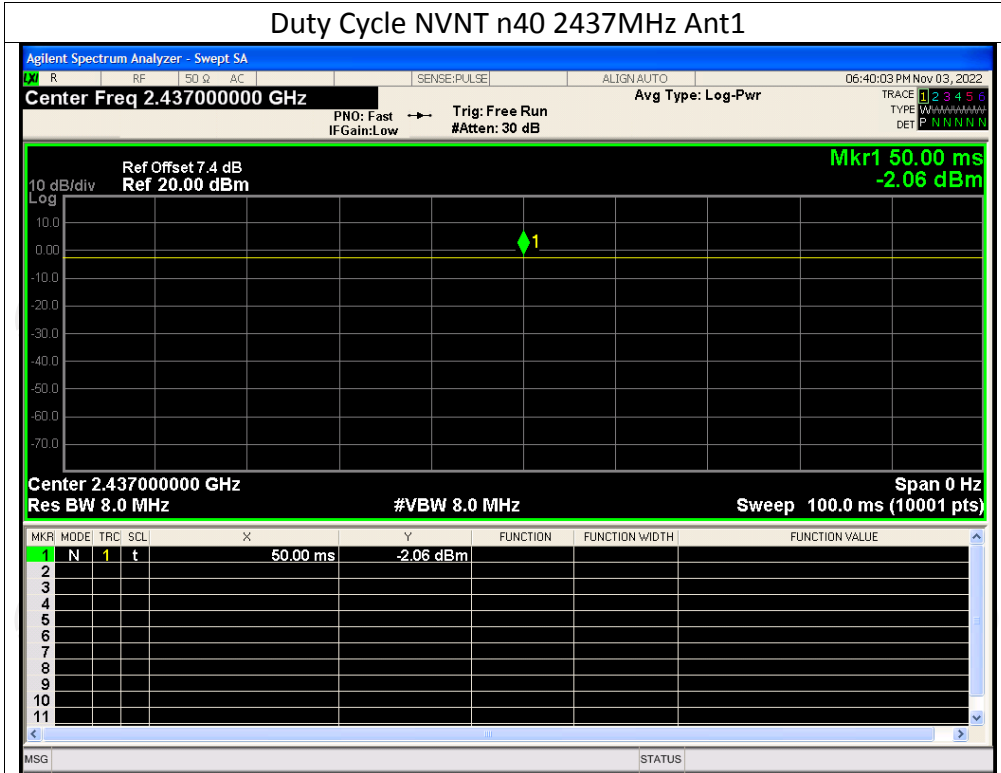 Duty Cycle NVNT n40 2437MHz Ant1
Agilent Spectrum Analyzer - Swept SA
LXI R RF 50 Ω AC SENSE:PULSE ALIGN AUTO 06:40:03 PM Nov 03, 2022
Center Freq 2.437000000 GHz
PNO: Fast
IFGain:Low
Trig: Free Run
#Atten: 30 dB
Avg Type: Log-Pwr
TRACE 1 2 3 4 5 6
TYPE WWWWWWW
DET P N N N N N
Mkr1 50.00 ms
-2.06 dBm
Ref Offset 7.4 dB
10 dB/div Ref 20.00 dBm
Log
10.0
0.00
-10.0
-20.0
-30.0
-40.0
-50.0
-60.0
-70.0
1
Center 2.437000000 GHz Span 0 Hz
Res BW 8.0 MHz #VBW 8.0 MHz Sweep 100.0 ms (10001 pts)
MKR MODE TRC SCL X Y FUNCTION FUNCTION WIDTH FUNCTION VALUE
1 N 1 t 50.00 ms -2.06 dBm
2
3
4
5
6
7
8
9
10
11
MSG STATUS